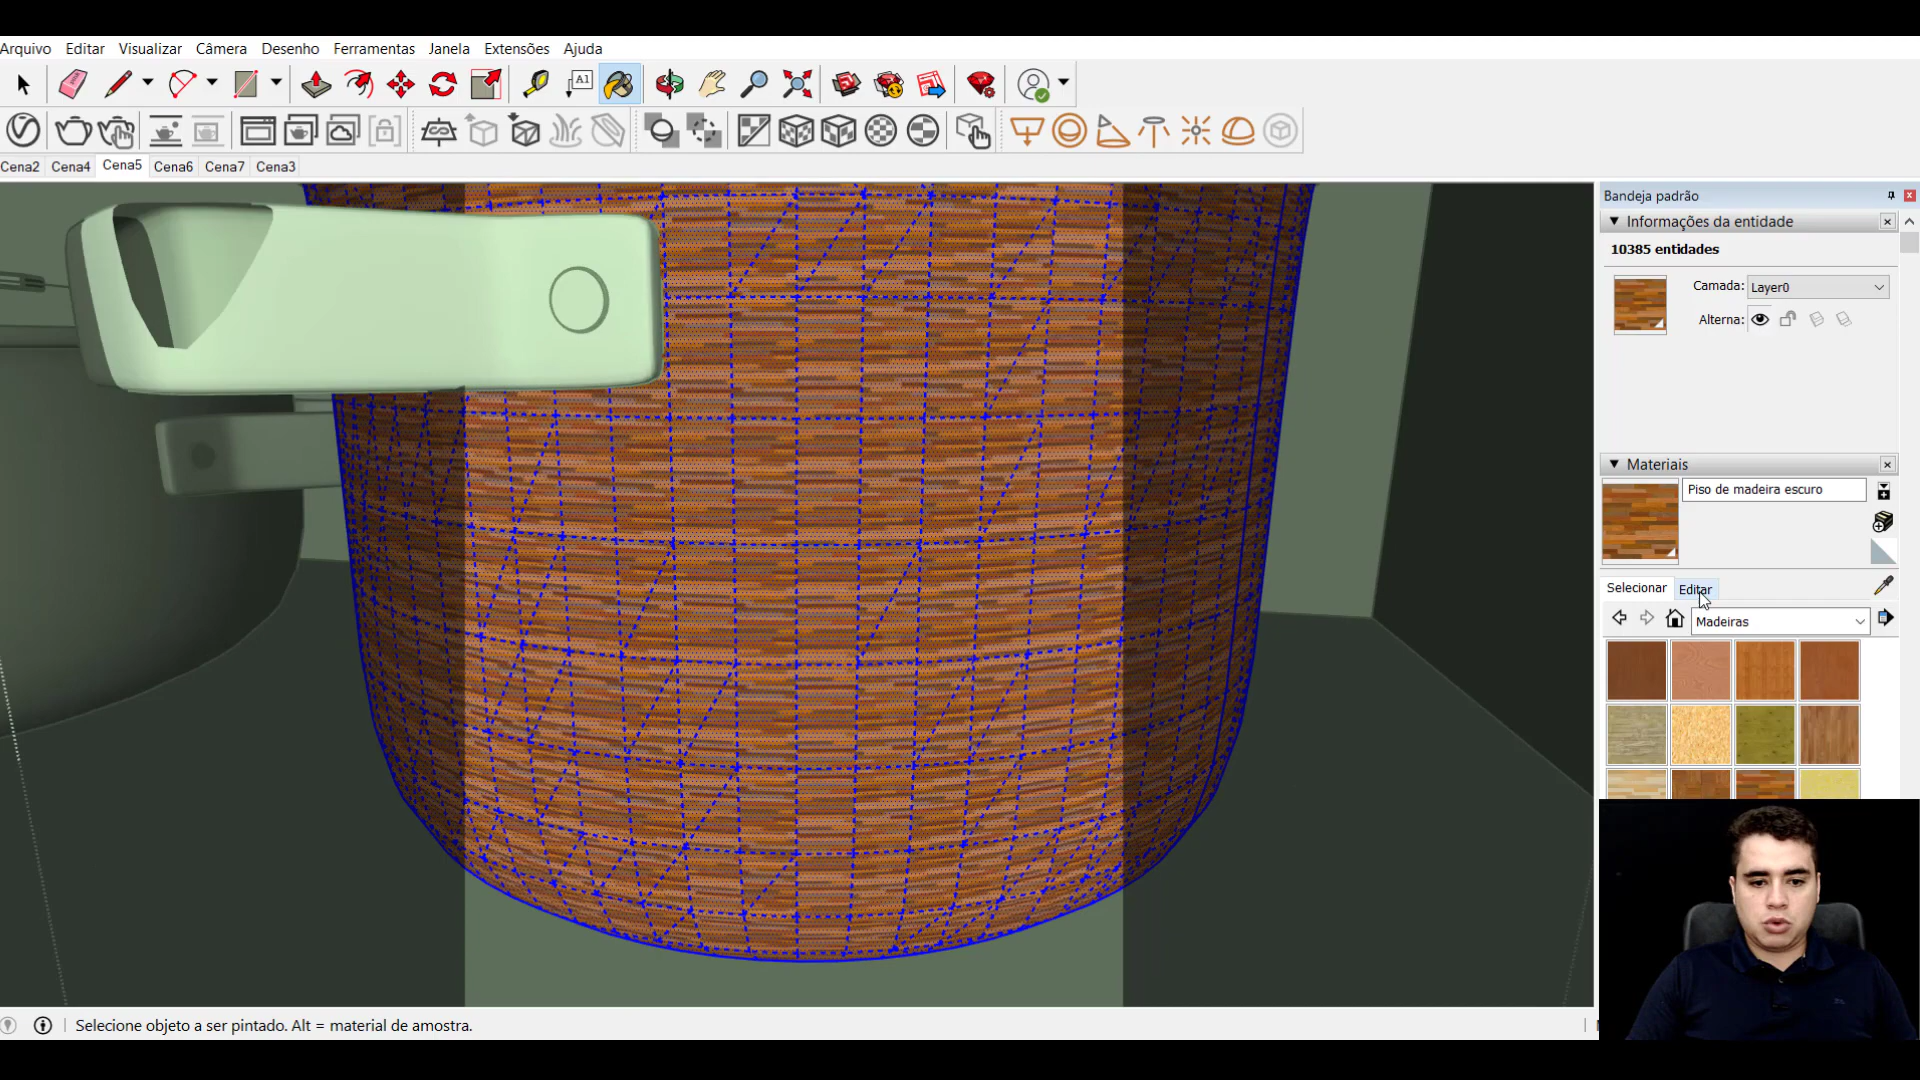 Arquivo Editar Visualizar Câmera Desenho Ferramentas Janela Extensões Ajuda
A1
Cena2 Cena4 Cena5 Cena6 Cena7 Cena3
Bandeja padrão
Informações da entidade
10385 entidades
Camada: Layer0
Alterna:
Materiais
Piso de madeira escuro
Selecionar Editar
Madeiras
Selecione objeto a ser pintado. Alt = material de amostra.